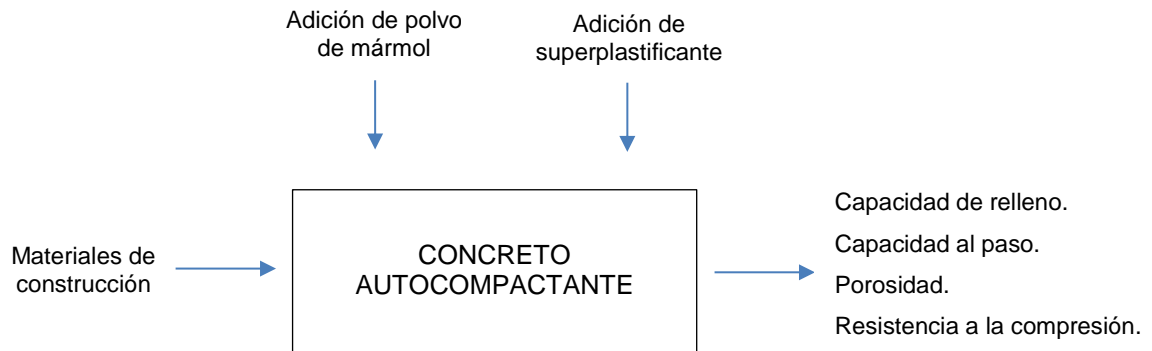 Adición de polvo
de mármol
Adición de
superplastificante
Materiales de
construcción
CONCRETO
AUTOCOMPACTANTE
Capacidad de relleno.
Capacidad al paso.
Porosidad.
Resistencia a la compresión.